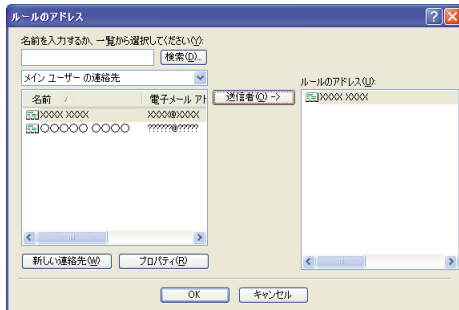 ルールのアドレス
名前を入力するか、一覧から選択してください(Y):
検索(D)...
メイン ユーザー の連絡先
ルールのアドレス(U):
名前 電子メール アド
送信者(O) ->
XXXX XXXX XXXX@XXXXX
XXXX XXXX
〇〇〇〇〇 〇〇〇〇 ??????@?????
新しい連絡先(W)
プロパティ(R)
OK
キャンセル